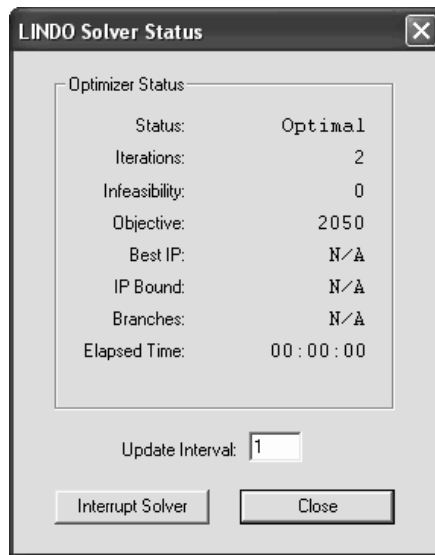 LINDO Solver Status
Optimizer Status
Status: Optimal
Iterations: 2
Infeasibility: 0
Objective: 2050
Best IP: N/A
IP Bound: N/A
Branches: N/A
Elapsed Time: 00:00:00
Update Interval: 1
Interrupt Solver Close